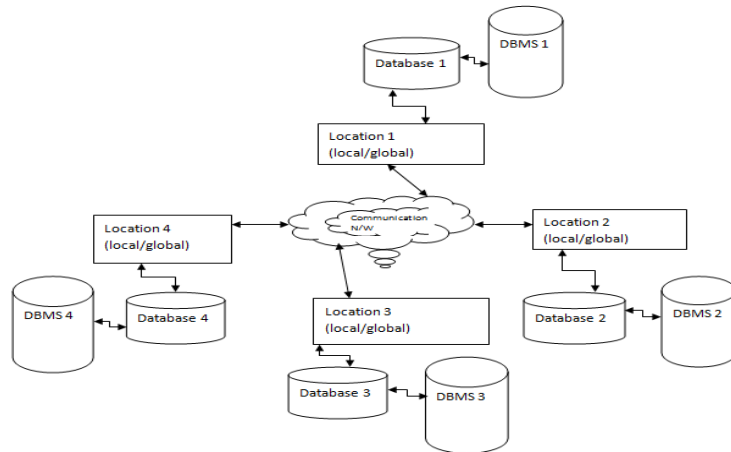 DBMS 1
Database 1
Location 1
(local/global)
Communication
N/W
Location 4
(local/global)
Location 2
(local/global)
DBMS 4
Database 4
Location 3
(local/global)
Database 2
DBMS 2
Database 3
DBMS 3